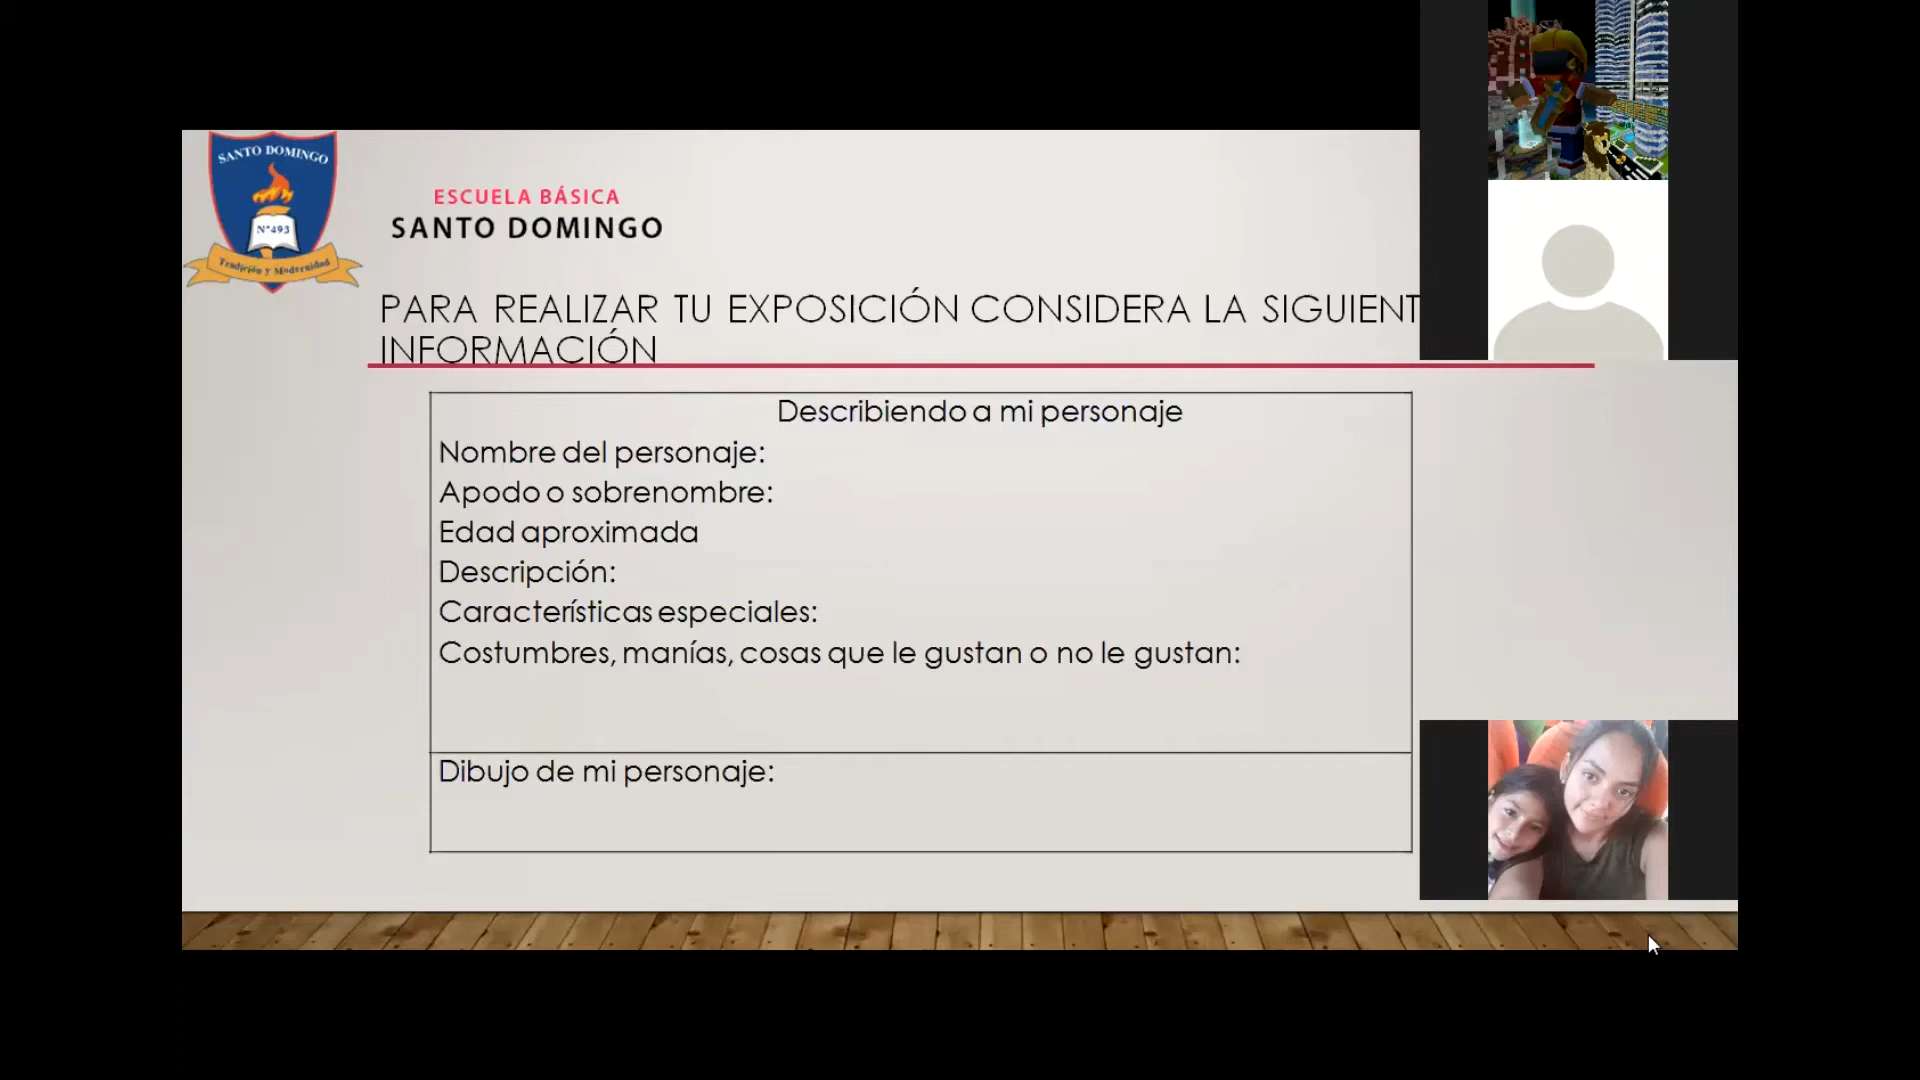 SANTO DOMINGO
N°493
Tradición y Modernidad
ESCUELA BÁSICA
SANTO DOMINGO
PARA REALIZAR TU EXPOSICIÓN CONSIDERA LA SIGUIENT
INFORMACIÓN
Describiendo a mi personaje
Nombre del personaje:
Apodo o sobrenombre:
Edad aproximada
Descripción:
Características especiales:
Costumbres, manías, cosas que le gustan o no le gustan:
Dibujo de mi personaje: